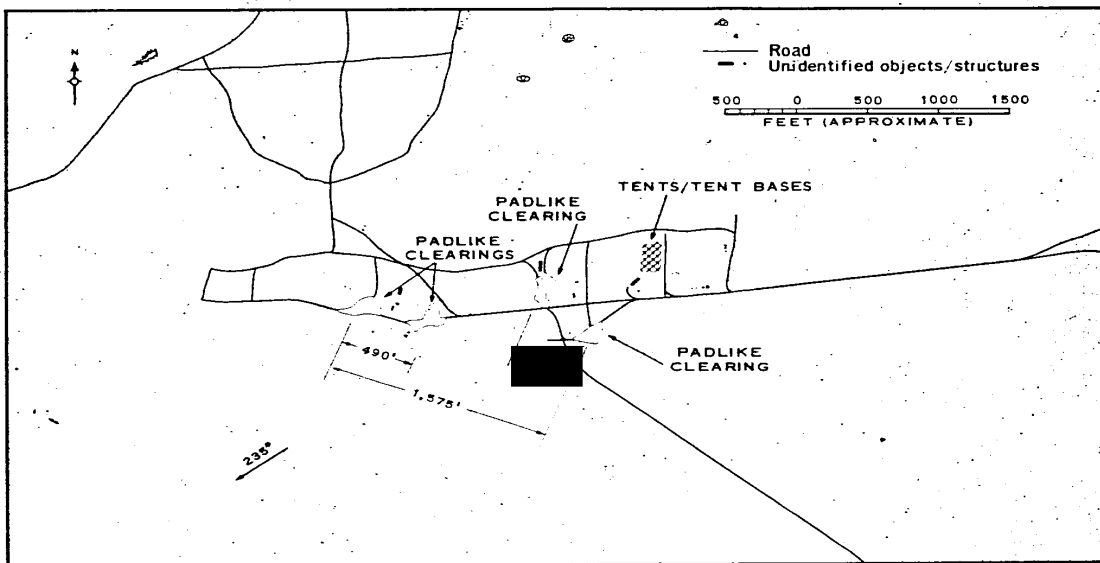 N
Road
Unidentified objects/structures
500 0 500 1000 1500
FEET (APPROXIMATE)
TENTS/TENT BASES
PADLIKE
CLEARING
PADLIKE
CLEARINGS
PADLIKE
CLEARING
490'
1,575'
235°